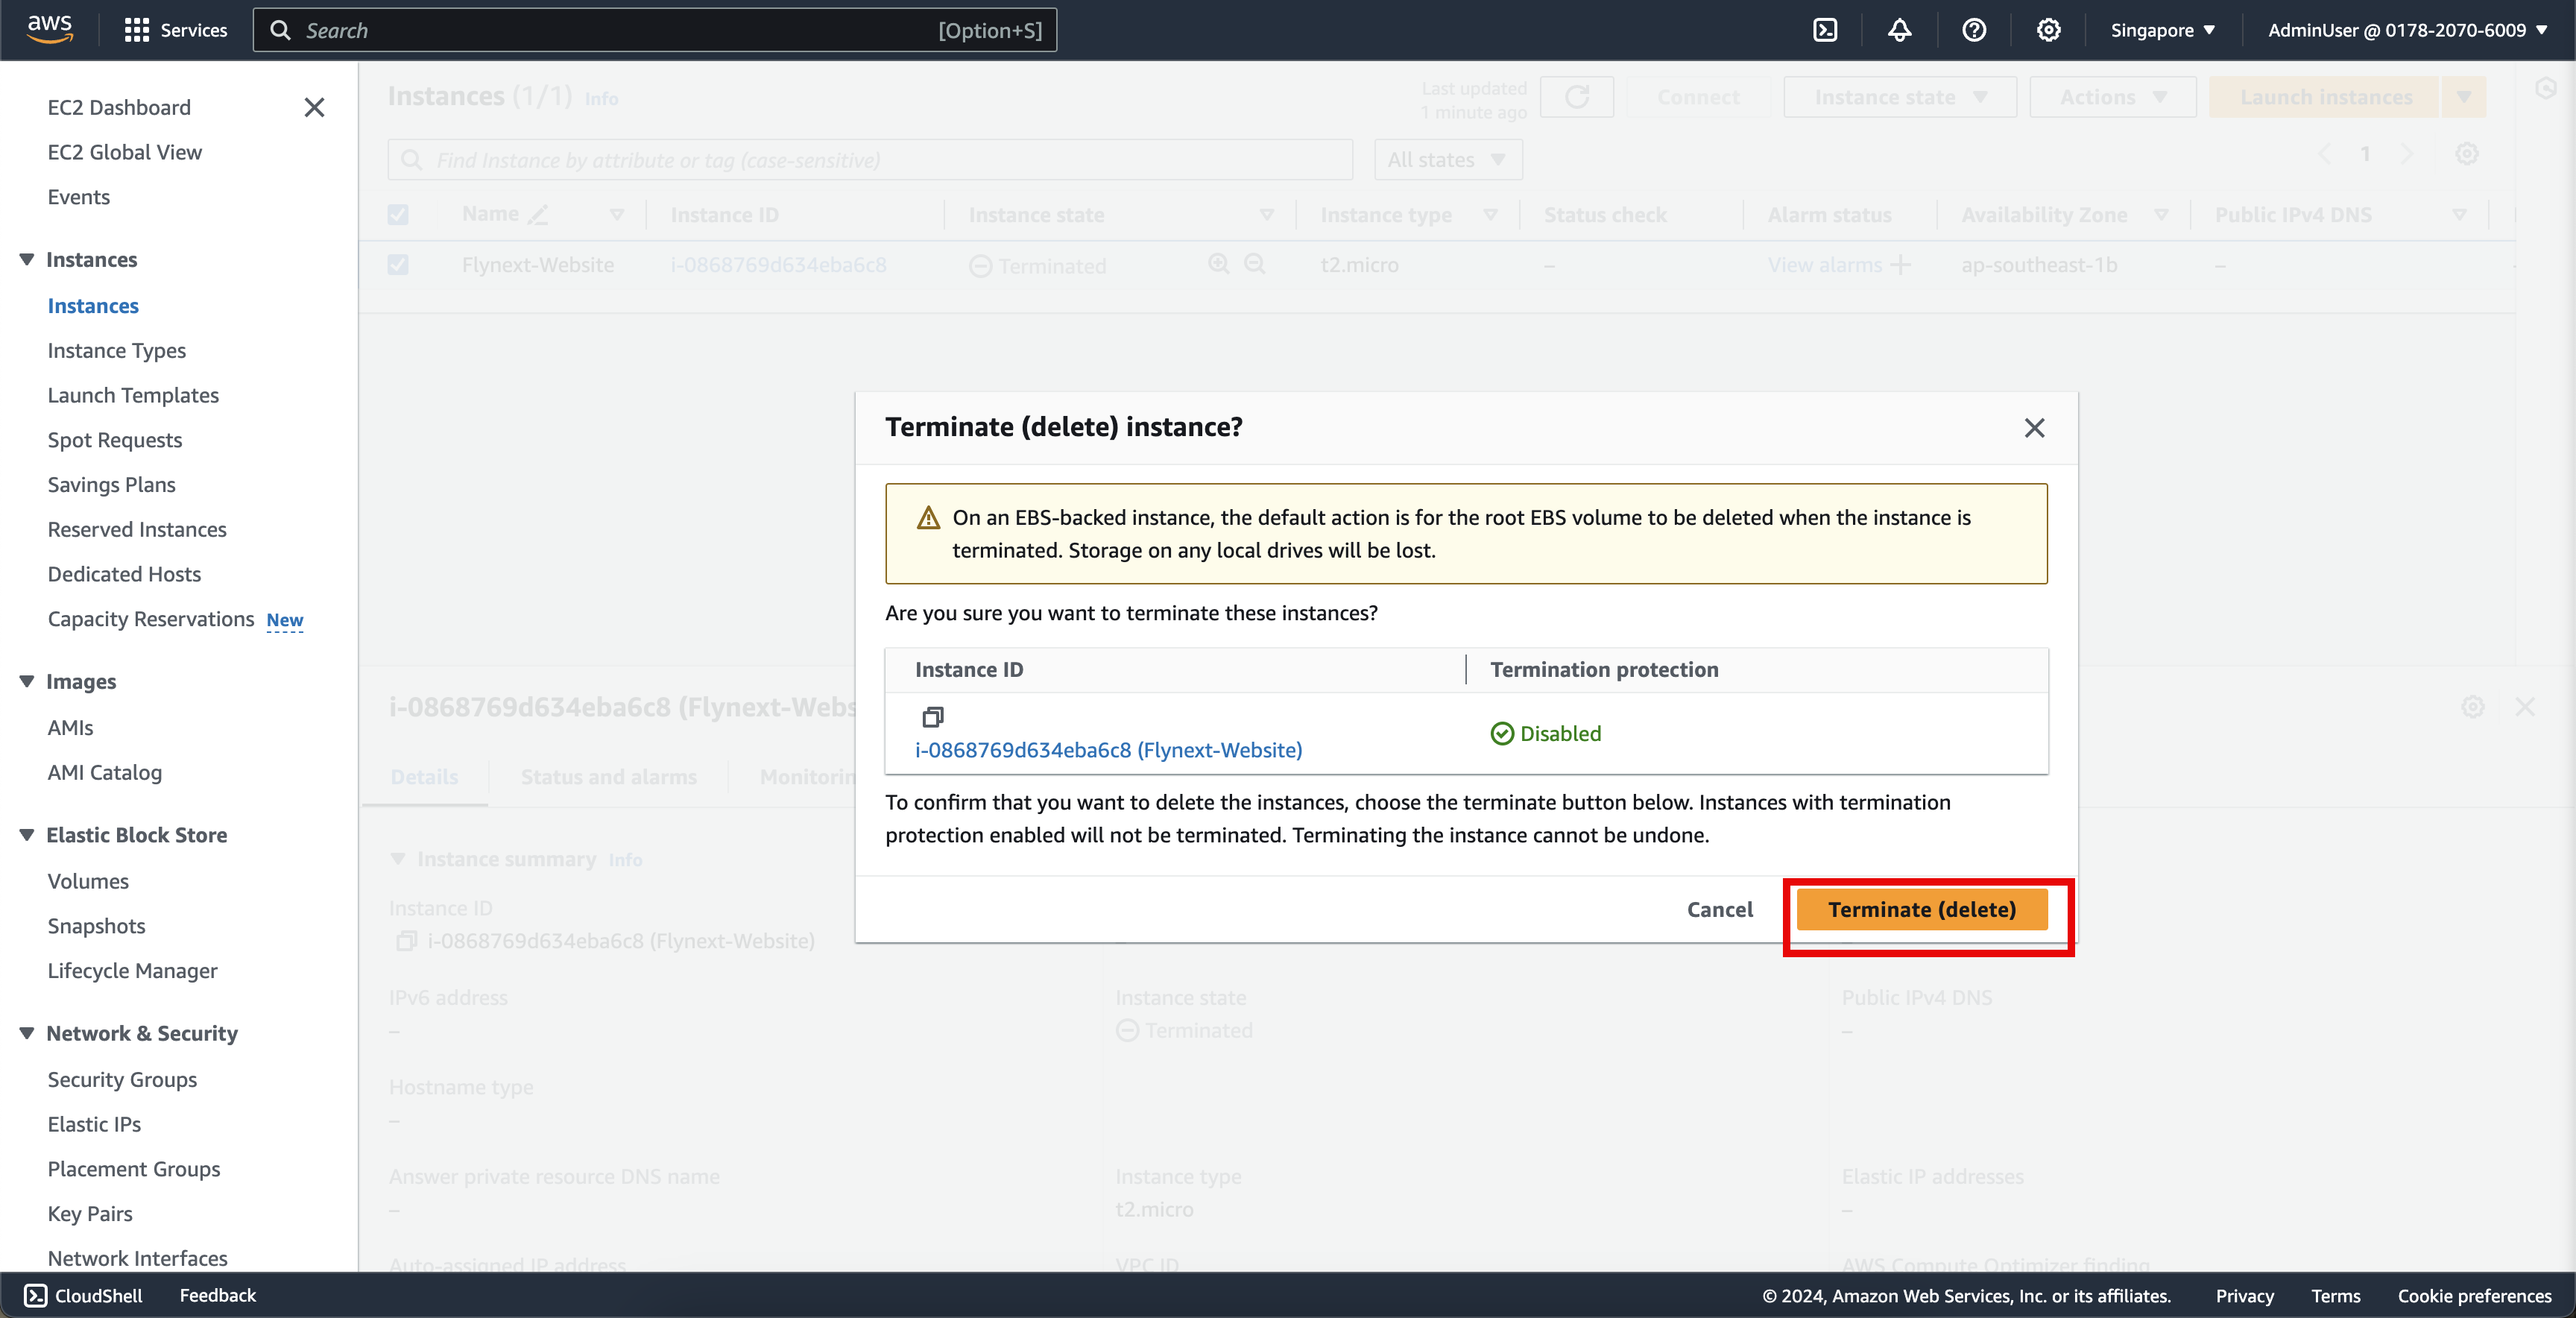 aws
Services
Search
[Option+S]
Singapore
AdminUser @ 0178-2070-6009
EC2 Dashboard
EC2 Global View
Events
Instances
Instances
Instance Types
Launch Templates
Spot Requests
Savings Plans
Reserved Instances
Dedicated Hosts
Capacity Reservations New
Images
AMIs
AMI Catalog
Elastic Block Store
Volumes
Snapshots
Lifecycle Manager
Network & Security
Security Groups
Elastic IPs
Placement Groups
Key Pairs
Network Interfaces
Instances (1/1) Info
Last updated
1 minute ago
Connect
Instance state
Actions
Launch instances
Find Instance by attribute or tag (case-sensitive)
All states
1
Name
Instance ID
Instance state
Instance type
Status check
Alarm status
Availability Zone
Public IPv4 DNS
Flynext-Website
i-0868769d634eba6c8
Terminated
t2.micro
–
View alarms +
ap-southeast-1b
–
Terminate (delete) instance?
On an EBS-backed instance, the default action is for the root EBS volume to be deleted when the instance is
terminated. Storage on any local drives will be lost.
Are you sure you want to terminate these instances?
Instance ID
Termination protection
i-0868769d634eba6c8 (Flynext-Website)
Disabled
To confirm that you want to delete the instances, choose the terminate button below. Instances with termination
protection enabled will not be terminated. Terminating the instance cannot be undone.
Cancel
Terminate (delete)
i-0868769d634eba6c8 (Flynext-Webs
Details
Status and alarms
Monitorin
Instance summary Info
Instance ID
i-0868769d634eba6c8 (Flynext-Website)
IPv6 address
–
Instance state
Terminated
Public IPv4 DNS
–
Hostname type
–
Answer private resource DNS name
–
Instance type
t2.micro
Elastic IP addresses
–
Auto-assigned IP address
VPC ID
AWS Compute Optimizer finding
CloudShell
Feedback
© 2024, Amazon Web Services, Inc. or its affiliates.
Privacy
Terms
Cookie preferences